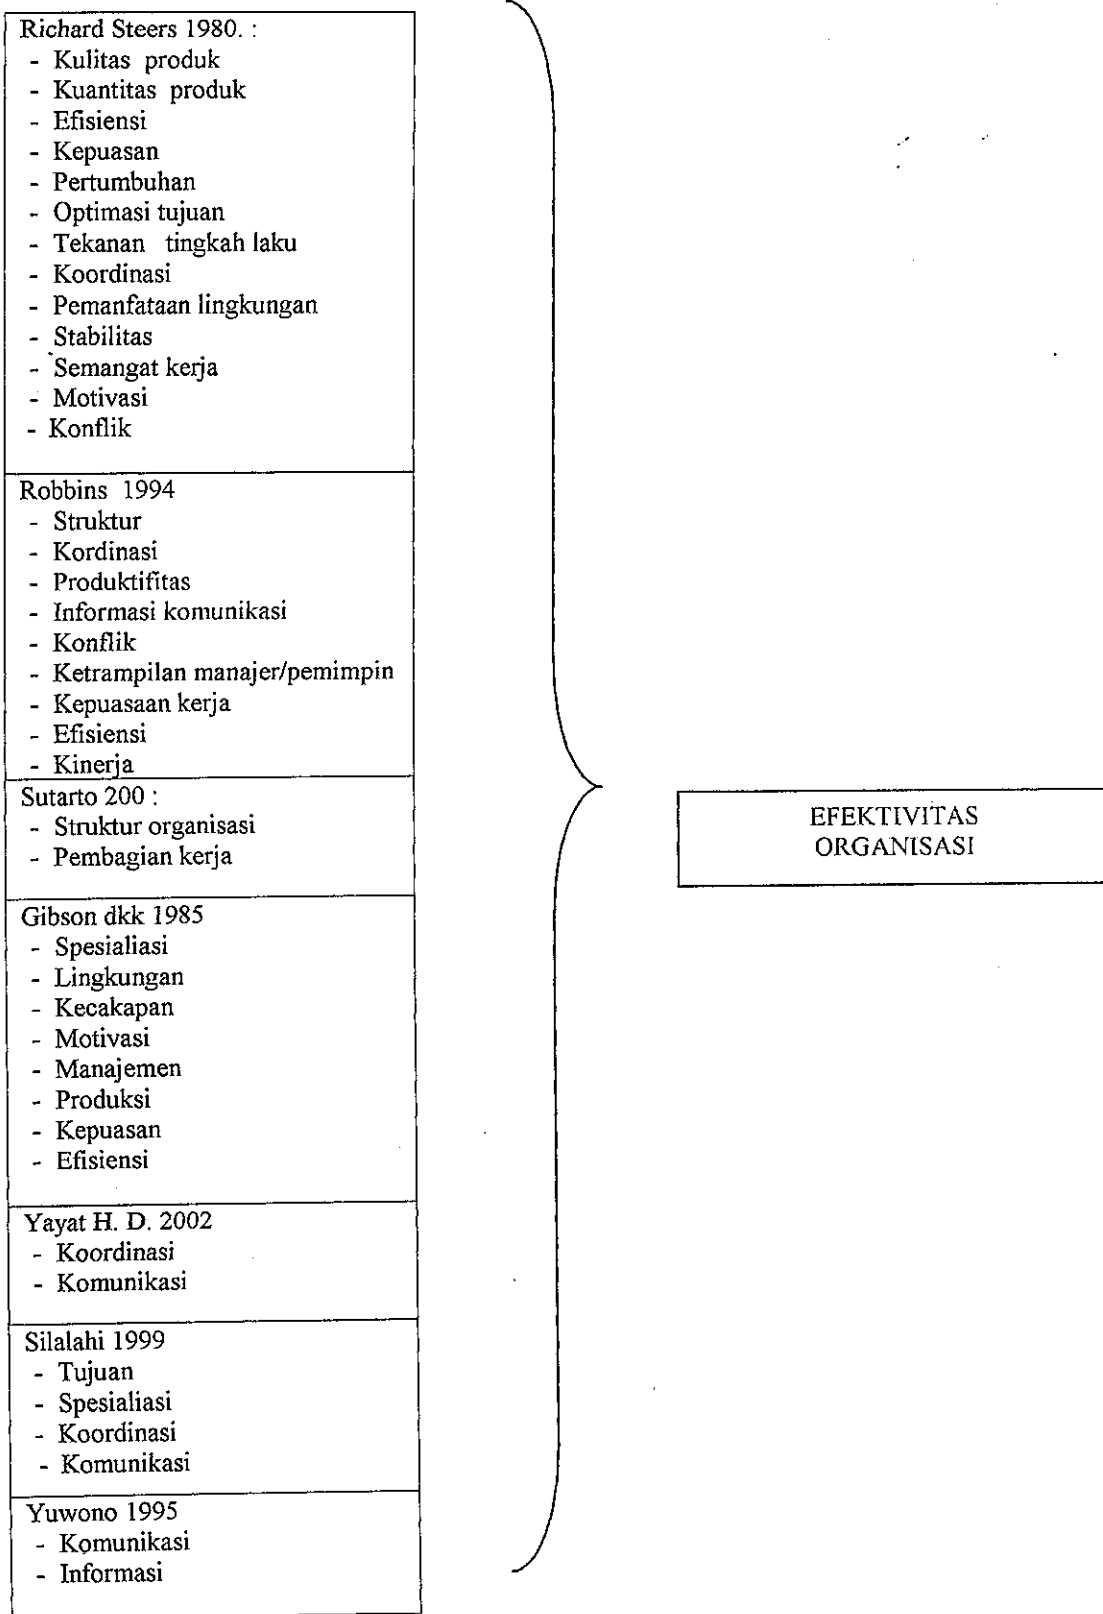 Richard Steers 1980. :
- Kulitas produk
- Kuantitas produk
- Efisiensi
- Kepuasan
- Pertumbuhan
- Optimasi tujuan
- Tekanan tingkah laku
- Koordinasi
- Pemanfataan lingkungan
- Stabilitas
- Semangat kerja
- Motivasi
- Konflik
Robbins 1994
- Struktur
- Kordinasi
- Produktifitas
- Informasi komunikasi
- Konflik
- Ketrampilan manajer/pemimpin
- Kepuasaan kerja
- Efisiensi
- Kinerja
Sutarto 200 :
- Struktur organisasi
- Pembagian kerja
Gibson dkk 1985
- Spesialiasi
- Lingkungan
- Kecakapan
- Motivasi
- Manajemen
- Produksi
- Kepuasan
- Efisiensi
Yayat H. D. 2002
- Koordinasi
- Komunikasi
Silalahi 1999
- Tujuan
- Spesialiasi
- Koordinasi
- Komunikasi
Yuwono 1995
- Komunikasi
- Informasi
EFEKTIVITAS
ORGANISASI